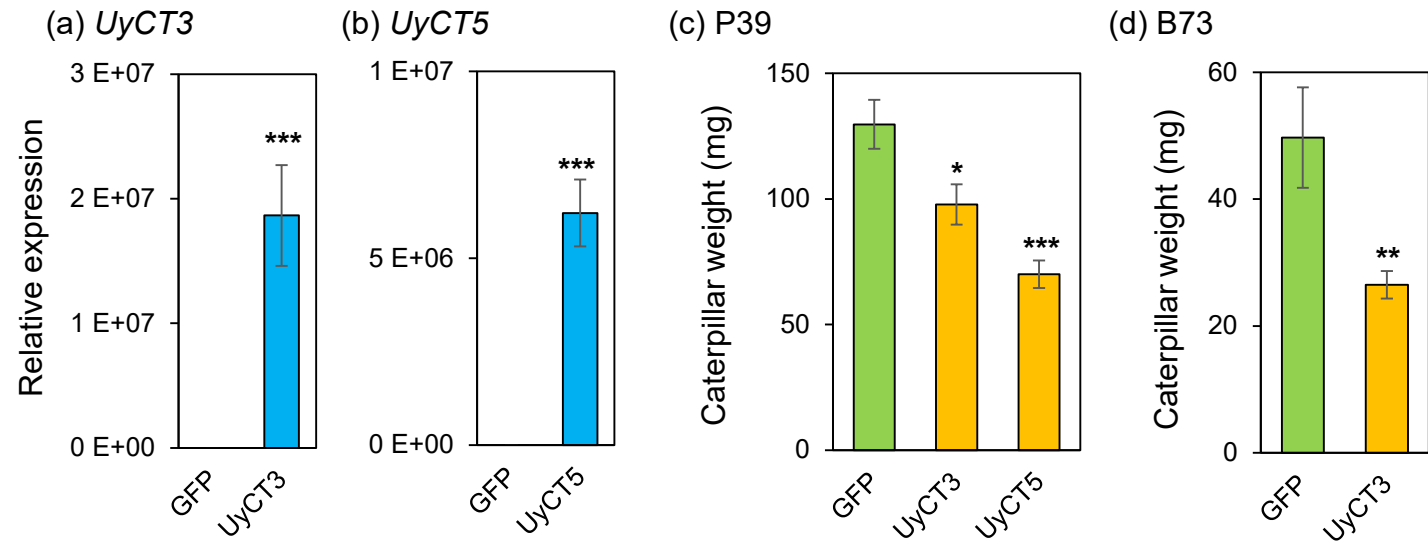 (a) UyCT3
Relative expression
3 E+07
2 E+07
1 E+07
0 E+00
***
GFP
UyCT3
(b) UyCT5
1 E+07
5 E+06
0 E+00
***
GFP
UyCT5
(c) P39
Caterpillar weight (mg)
150
100
50
0
*
***
GFP
UyCT3
UyCT5
(d) B73
Caterpillar weight (mg)
60
40
20
0
**
GFP
UyCT3